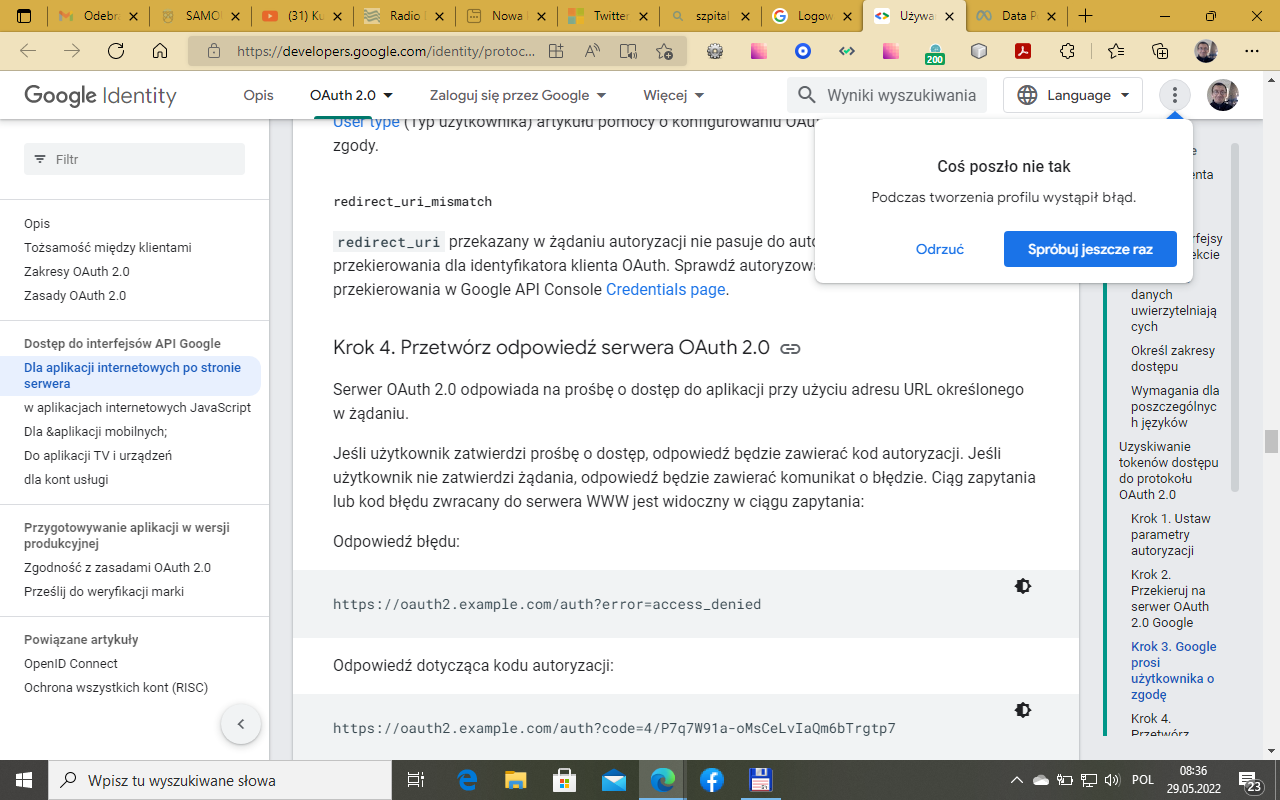 Odebra
SAMO
(31) Ku
Radio
Nowa
Twitter
szpital
Logow
Używa
Data P
https://developers.google.com/identity/protoc...
200
Google Identity
Opis
OAuth 2.0
Zaloguj się przez Google
Więcej
Wyniki wyszukiwania
Language
Filtr
Opis
Tożsamość między klientami
Zakresy OAuth 2.0
Zasady OAuth 2.0
Dostęp do interfejsów API Google
Dla aplikacji internetowych po stronie
serwera
w aplikacjach internetowych JavaScript
Dla &aplikacji mobilnych;
Do aplikacji TV i urządzeń
dla kont usługi
Przygotowywanie aplikacji w wersji
produkcyjnej
Zgodność z zasadami OAuth 2.0
Prześlij do weryfikacji marki
Powiązane artykuły
OpenID Connect
Ochrona wszystkich kont (RISC)
User type (Typ użytkownika) artykułu pomocy o konfigurowaniu OAu
zgody.
redirect_uri_mismatch
redirect_uri przekazany w żądaniu autoryzacji nie pasuje do auto
przekierowania dla identyfikatora klienta OAuth. Sprawdź autoryzowa
przekierowania w Google API Console Credentials page.
Krok 4. Przetwórz odpowiedź serwera OAuth 2.0
Serwer OAuth 2.0 odpowiada na prośbę o dostęp do aplikacji przy użyciu adresu URL określonego
w żądaniu.
Jeśli użytkownik zatwierdzi prośbę o dostęp, odpowiedź będzie zawierać kod autoryzacji. Jeśli
użytkownik nie zatwierdzi żądania, odpowiedź będzie zawierać komunikat o błędzie. Ciąg zapytania
lub kod błędu zwracany do serwera WWW jest widoczny w ciągu zapytania:
Odpowiedź błędu:
https://oauth2.example.com/auth?error=access_denied
Odpowiedź dotycząca kodu autoryzacji:
https://oauth2.example.com/auth?code=4/P7q7W91a-oMsCeLvIaQm6bTrgtp7
Coś poszło nie tak
Podczas tworzenia profilu wystąpił błąd.
Odrzuć
Spróbuj jeszcze raz
e
enta
erfejsy
ekcie
danych
uwierzytelniają
cych
Określ zakresy
dostępu
Wymagania dla
poszczególnyc
h języków
Uzyskiwanie
tokenów dostępu
do protokołu
OAuth 2.0
Krok 1. Ustaw
parametry
autoryzacji
Krok 2.
Przekieruj na
serwer OAuth
2.0 Google
Krok 3. Google
prosi
użytkownika o
zgodę
Krok 4.
Przetwórz
Wpisz tu wyszukiwane słowa
POL
08:36
29.05.2022
23